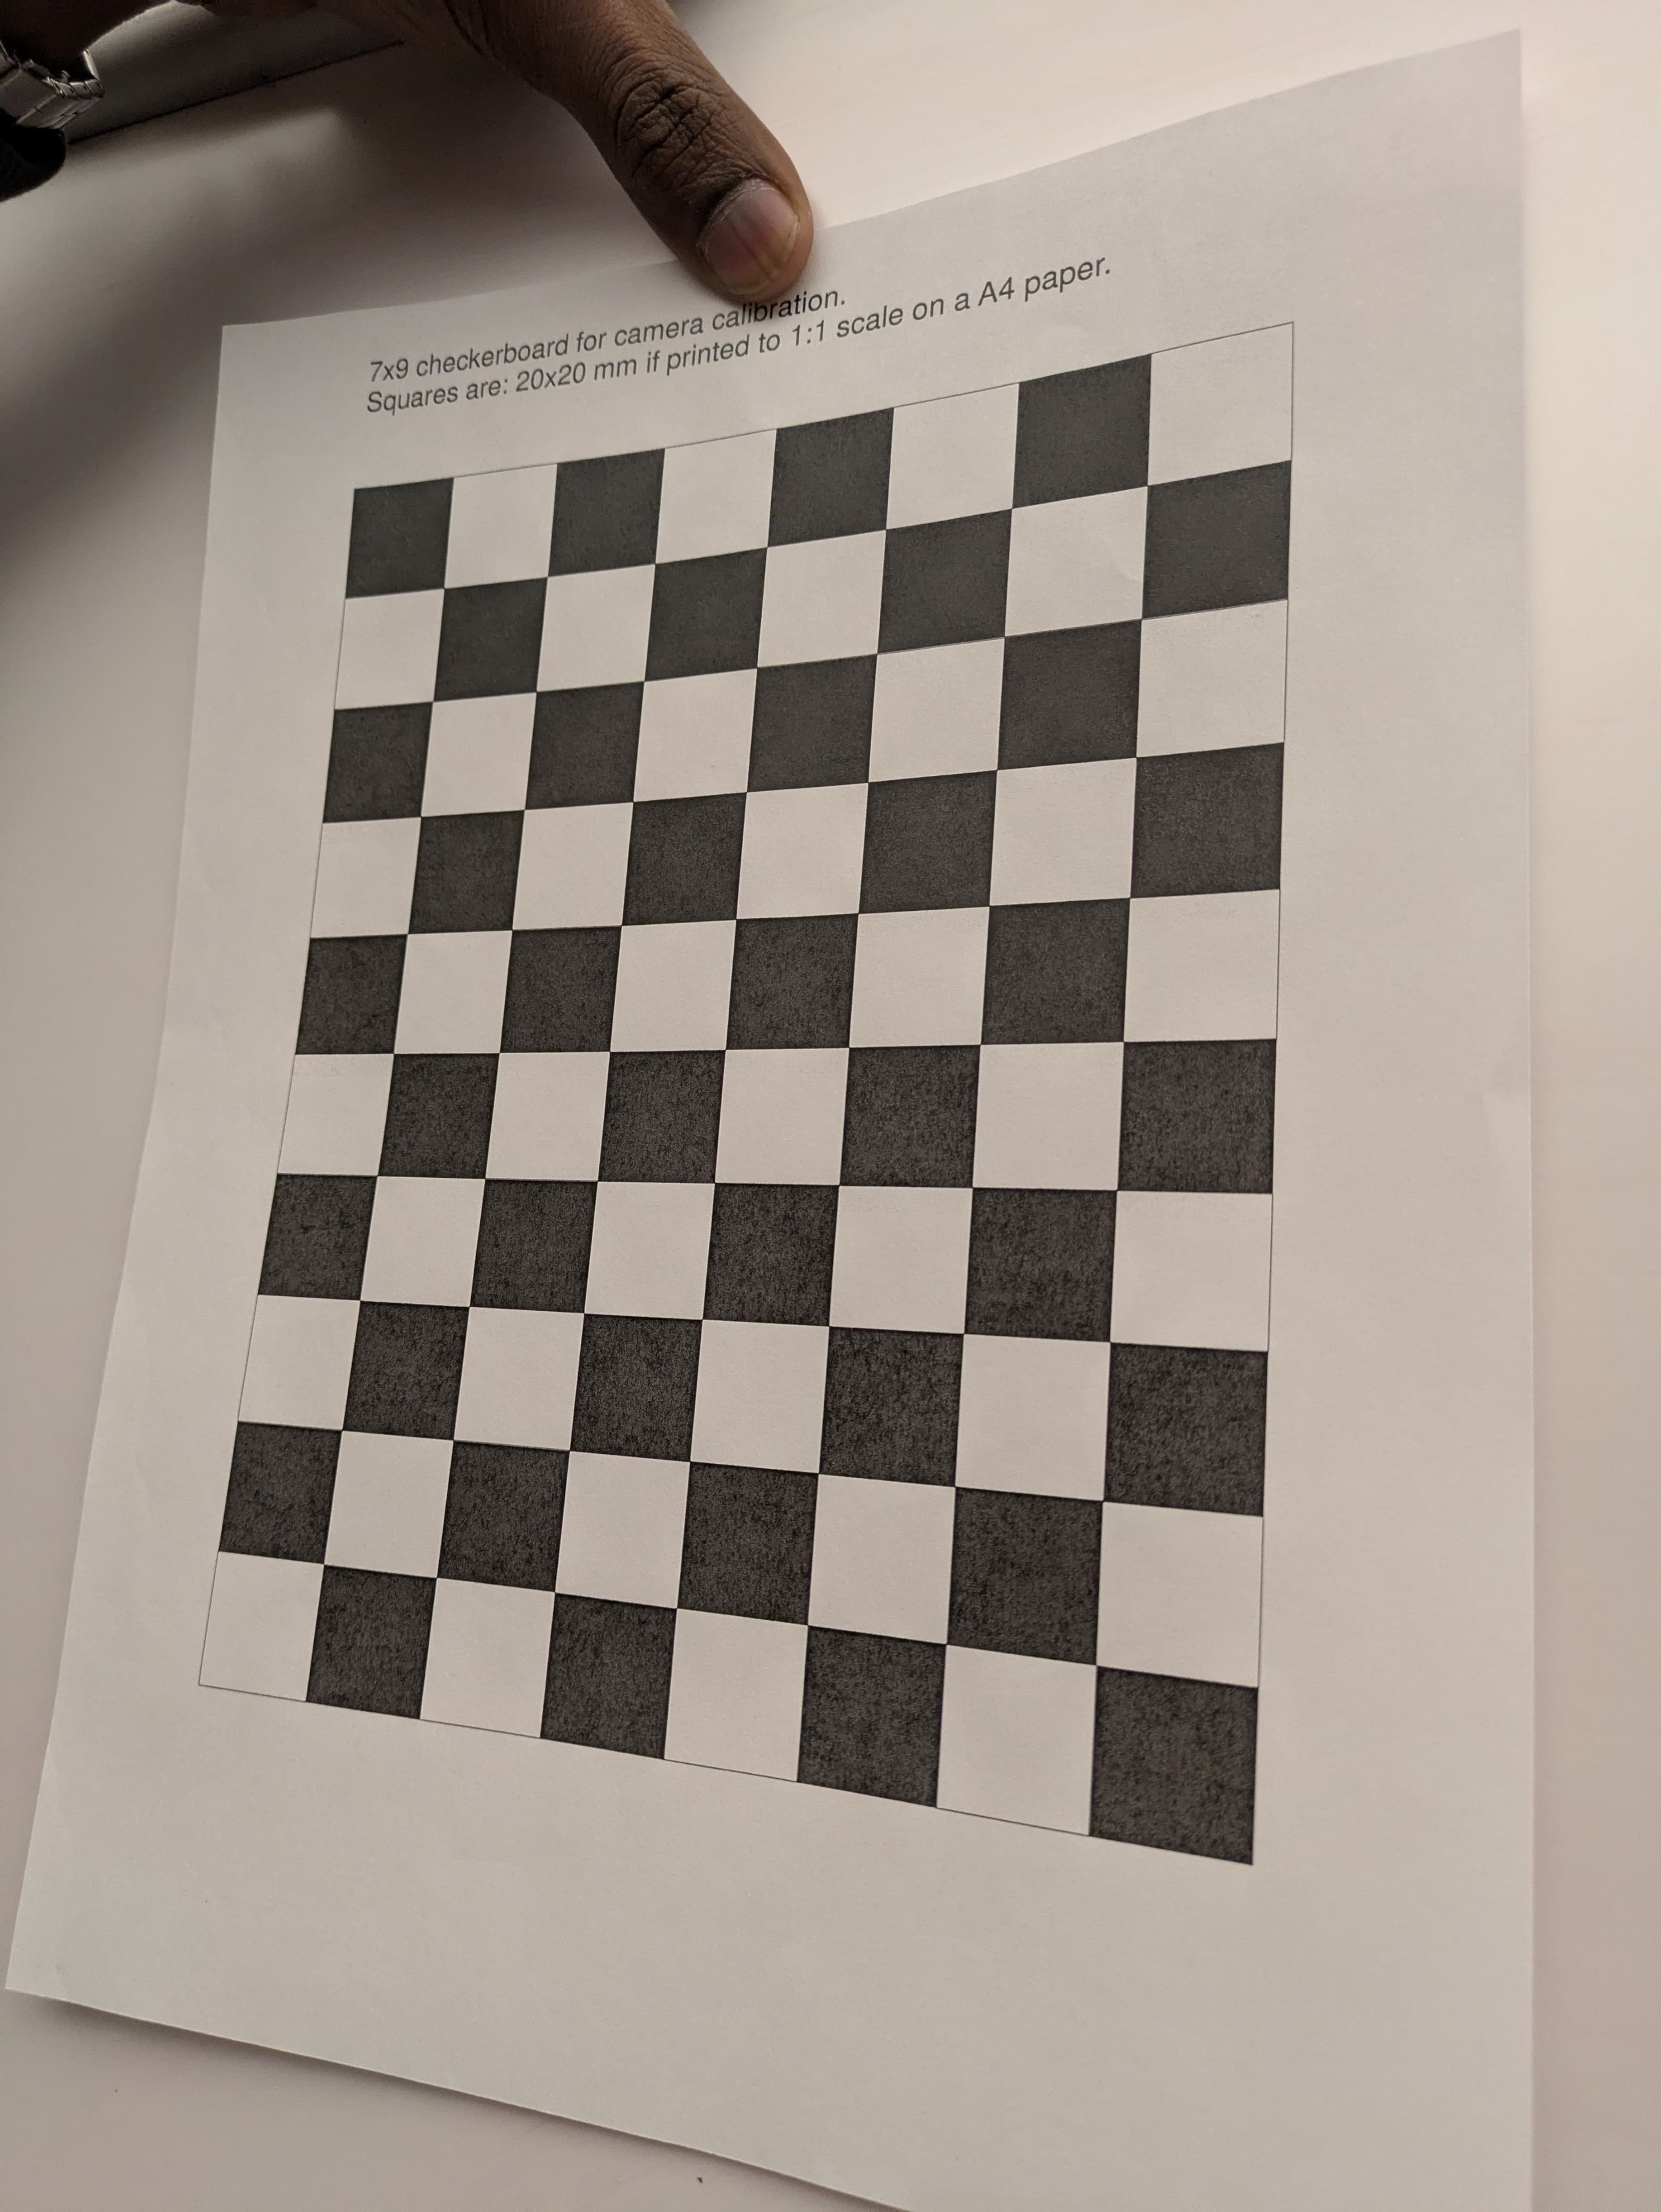 7x9 checkerboard for camera calibration.
Squares are: 20x20 mm if printed to 1:1 scale on a A4 paper.